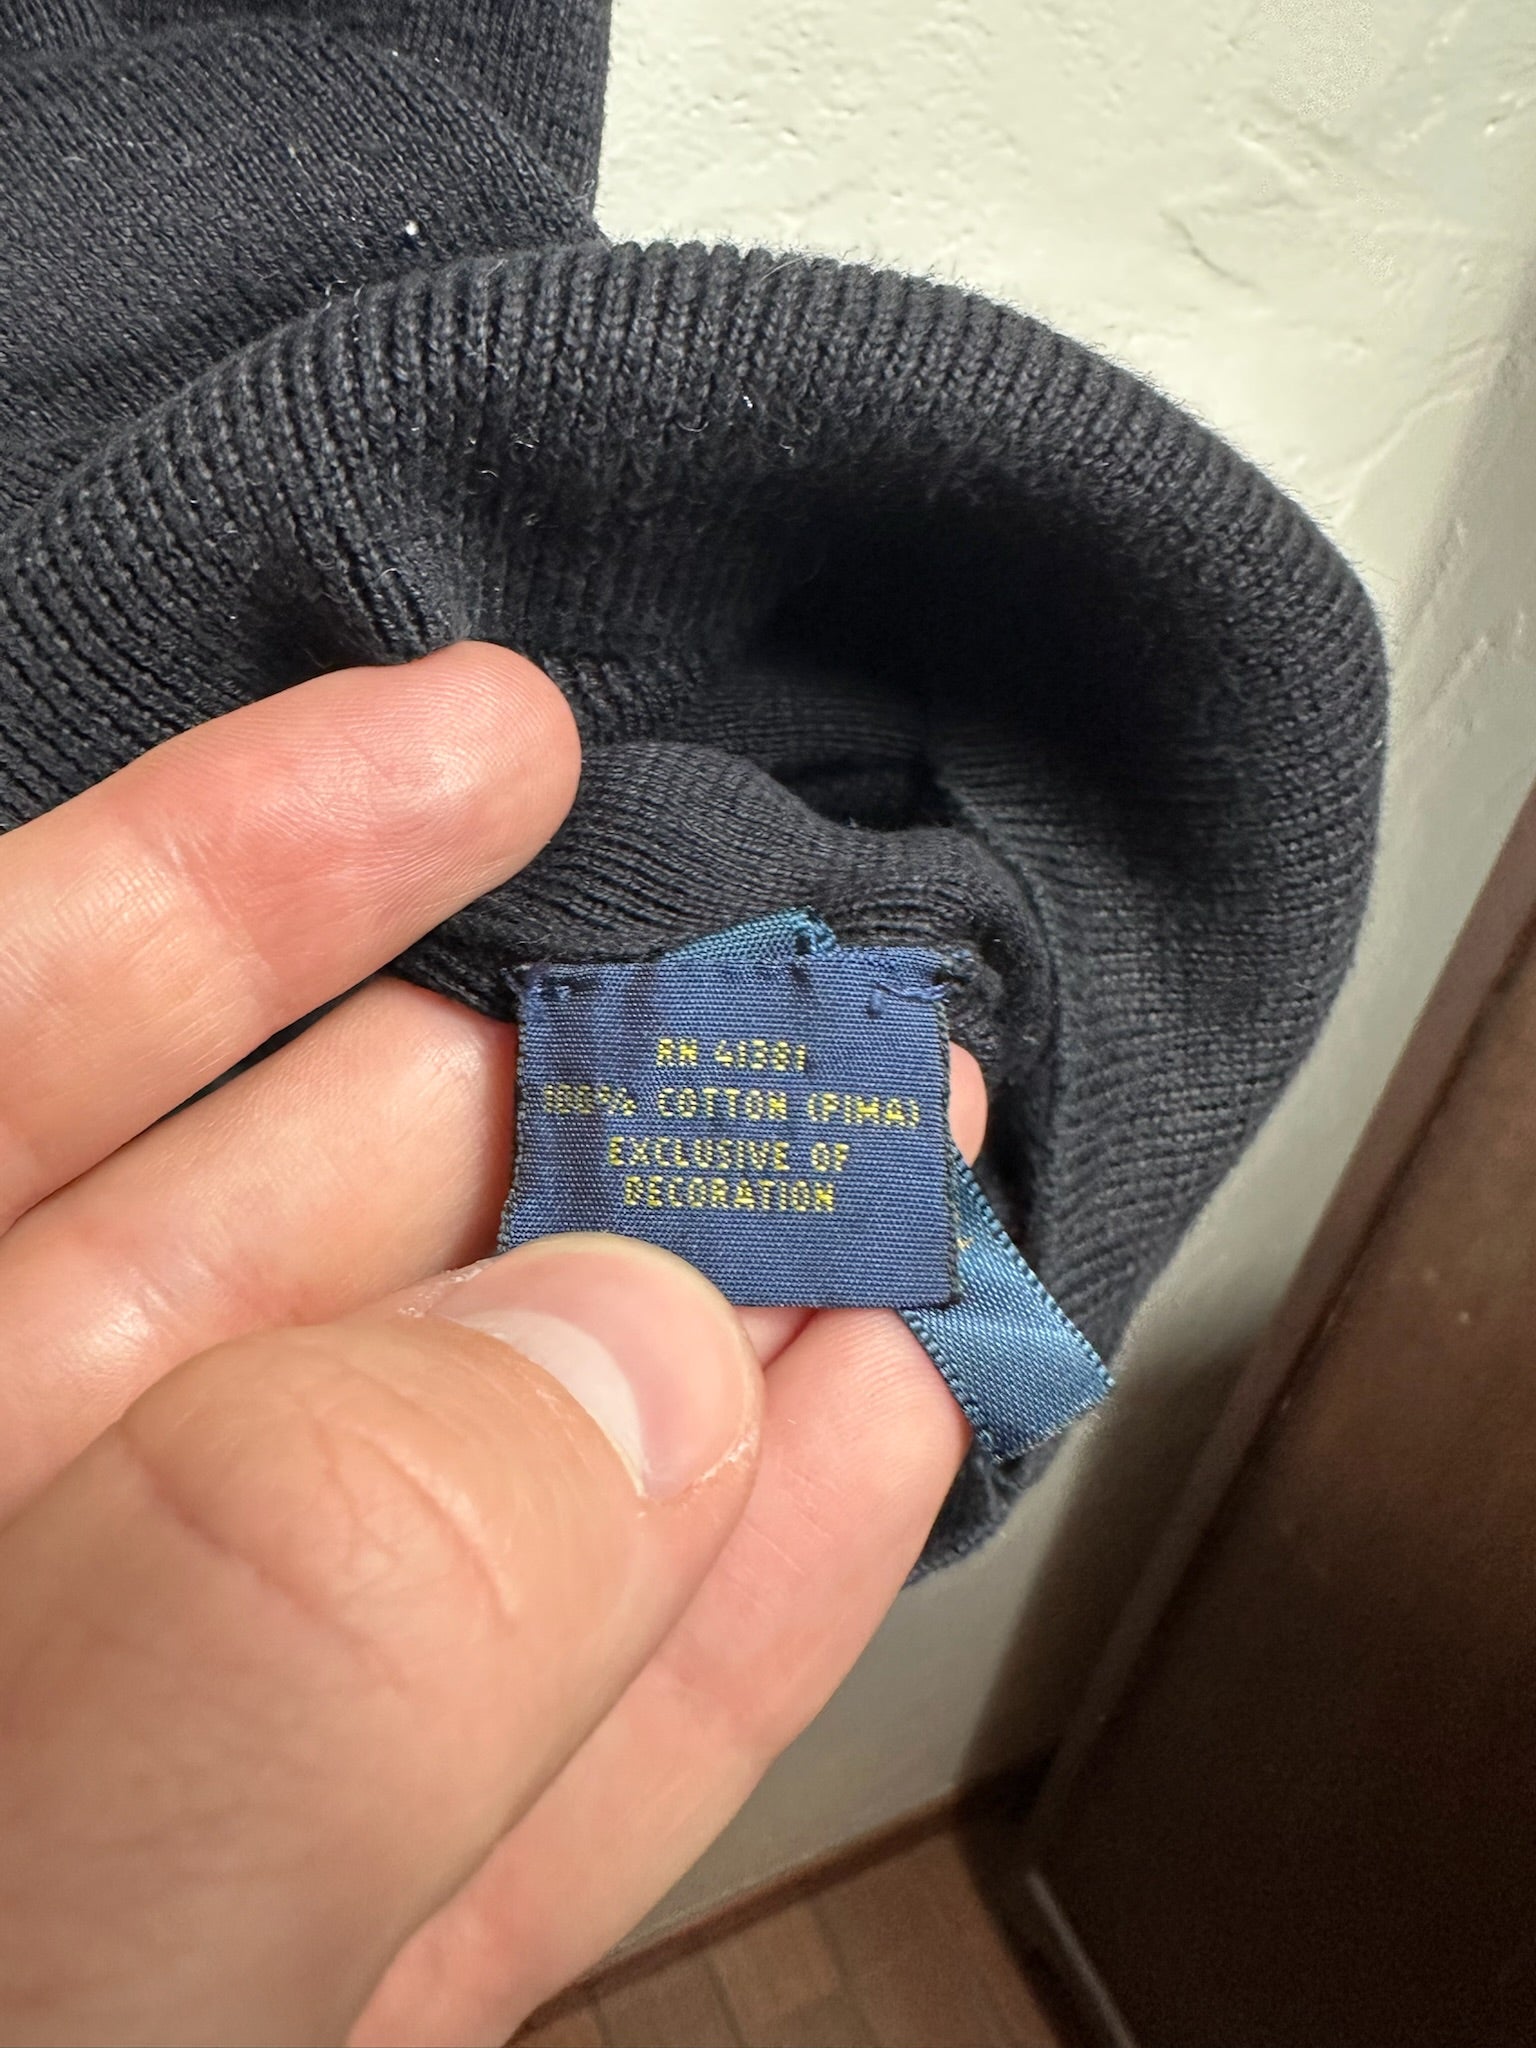 RN 41381
100% COTTON (PIMA)
EXCLUSIVE OF
DECORATION